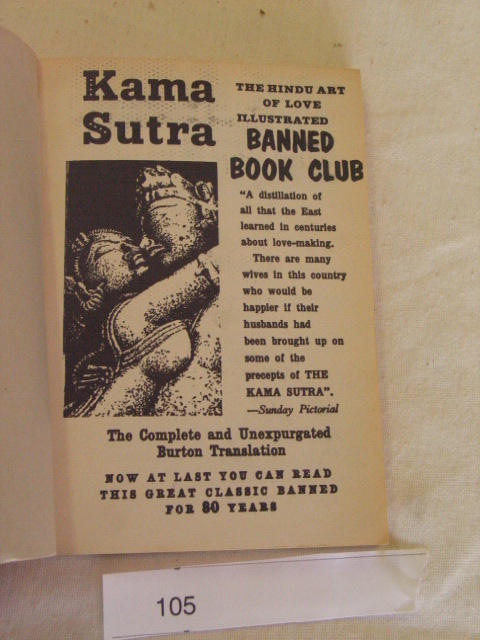 Kama
Sutra
THE HINDU ART
OF LOVE
ILLUSTRATED
BANNED
BOOK CLUB
"A distillation of
all that the East
learned in centuries
about love-making.
There are many
wives in this country
who would be
happier if their
husbands had
been brought up on
some of the
precepts of THE
KAMA SUTRA".
—Sunday Pictorial
The Complete and Unexpurgated
Burton Translation
NOW AT LAST YOU CAN READ
THIS GREAT CLASSIC BANNED
FOR 80 YEARS
105